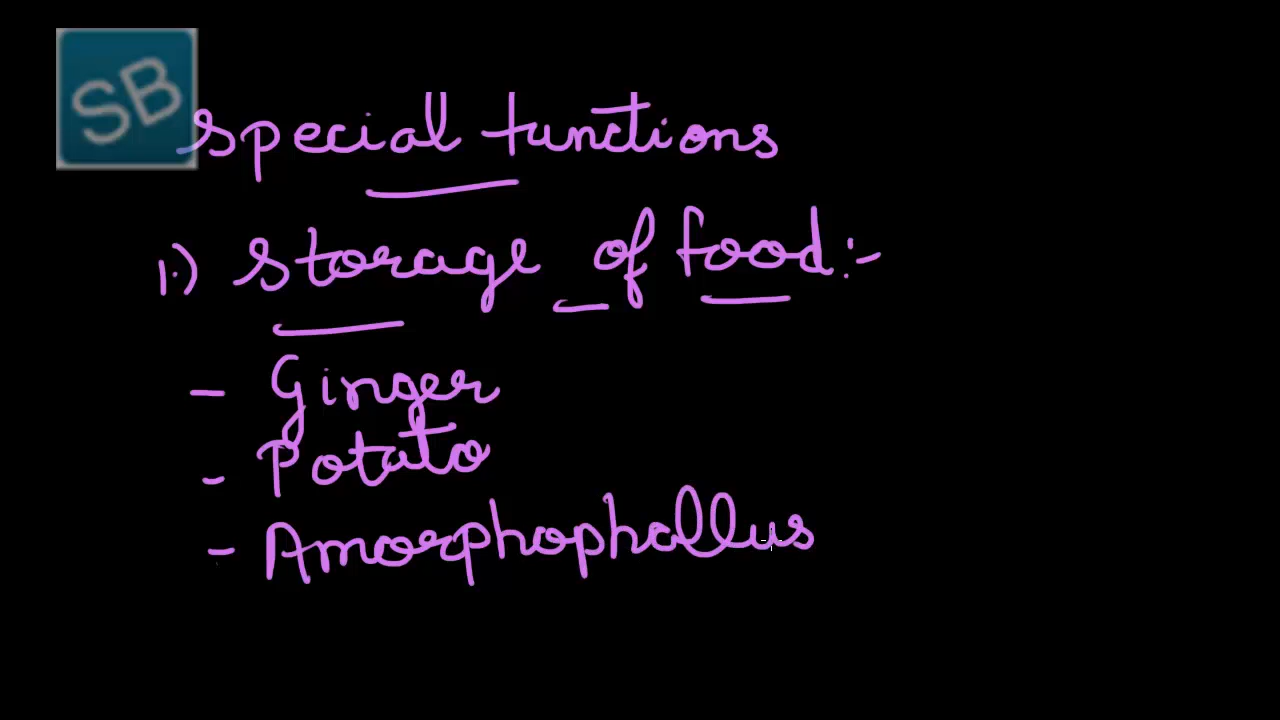 SB
special functions
1.) storage of food:-
- Ginger
- Potato
- Amorphophallus